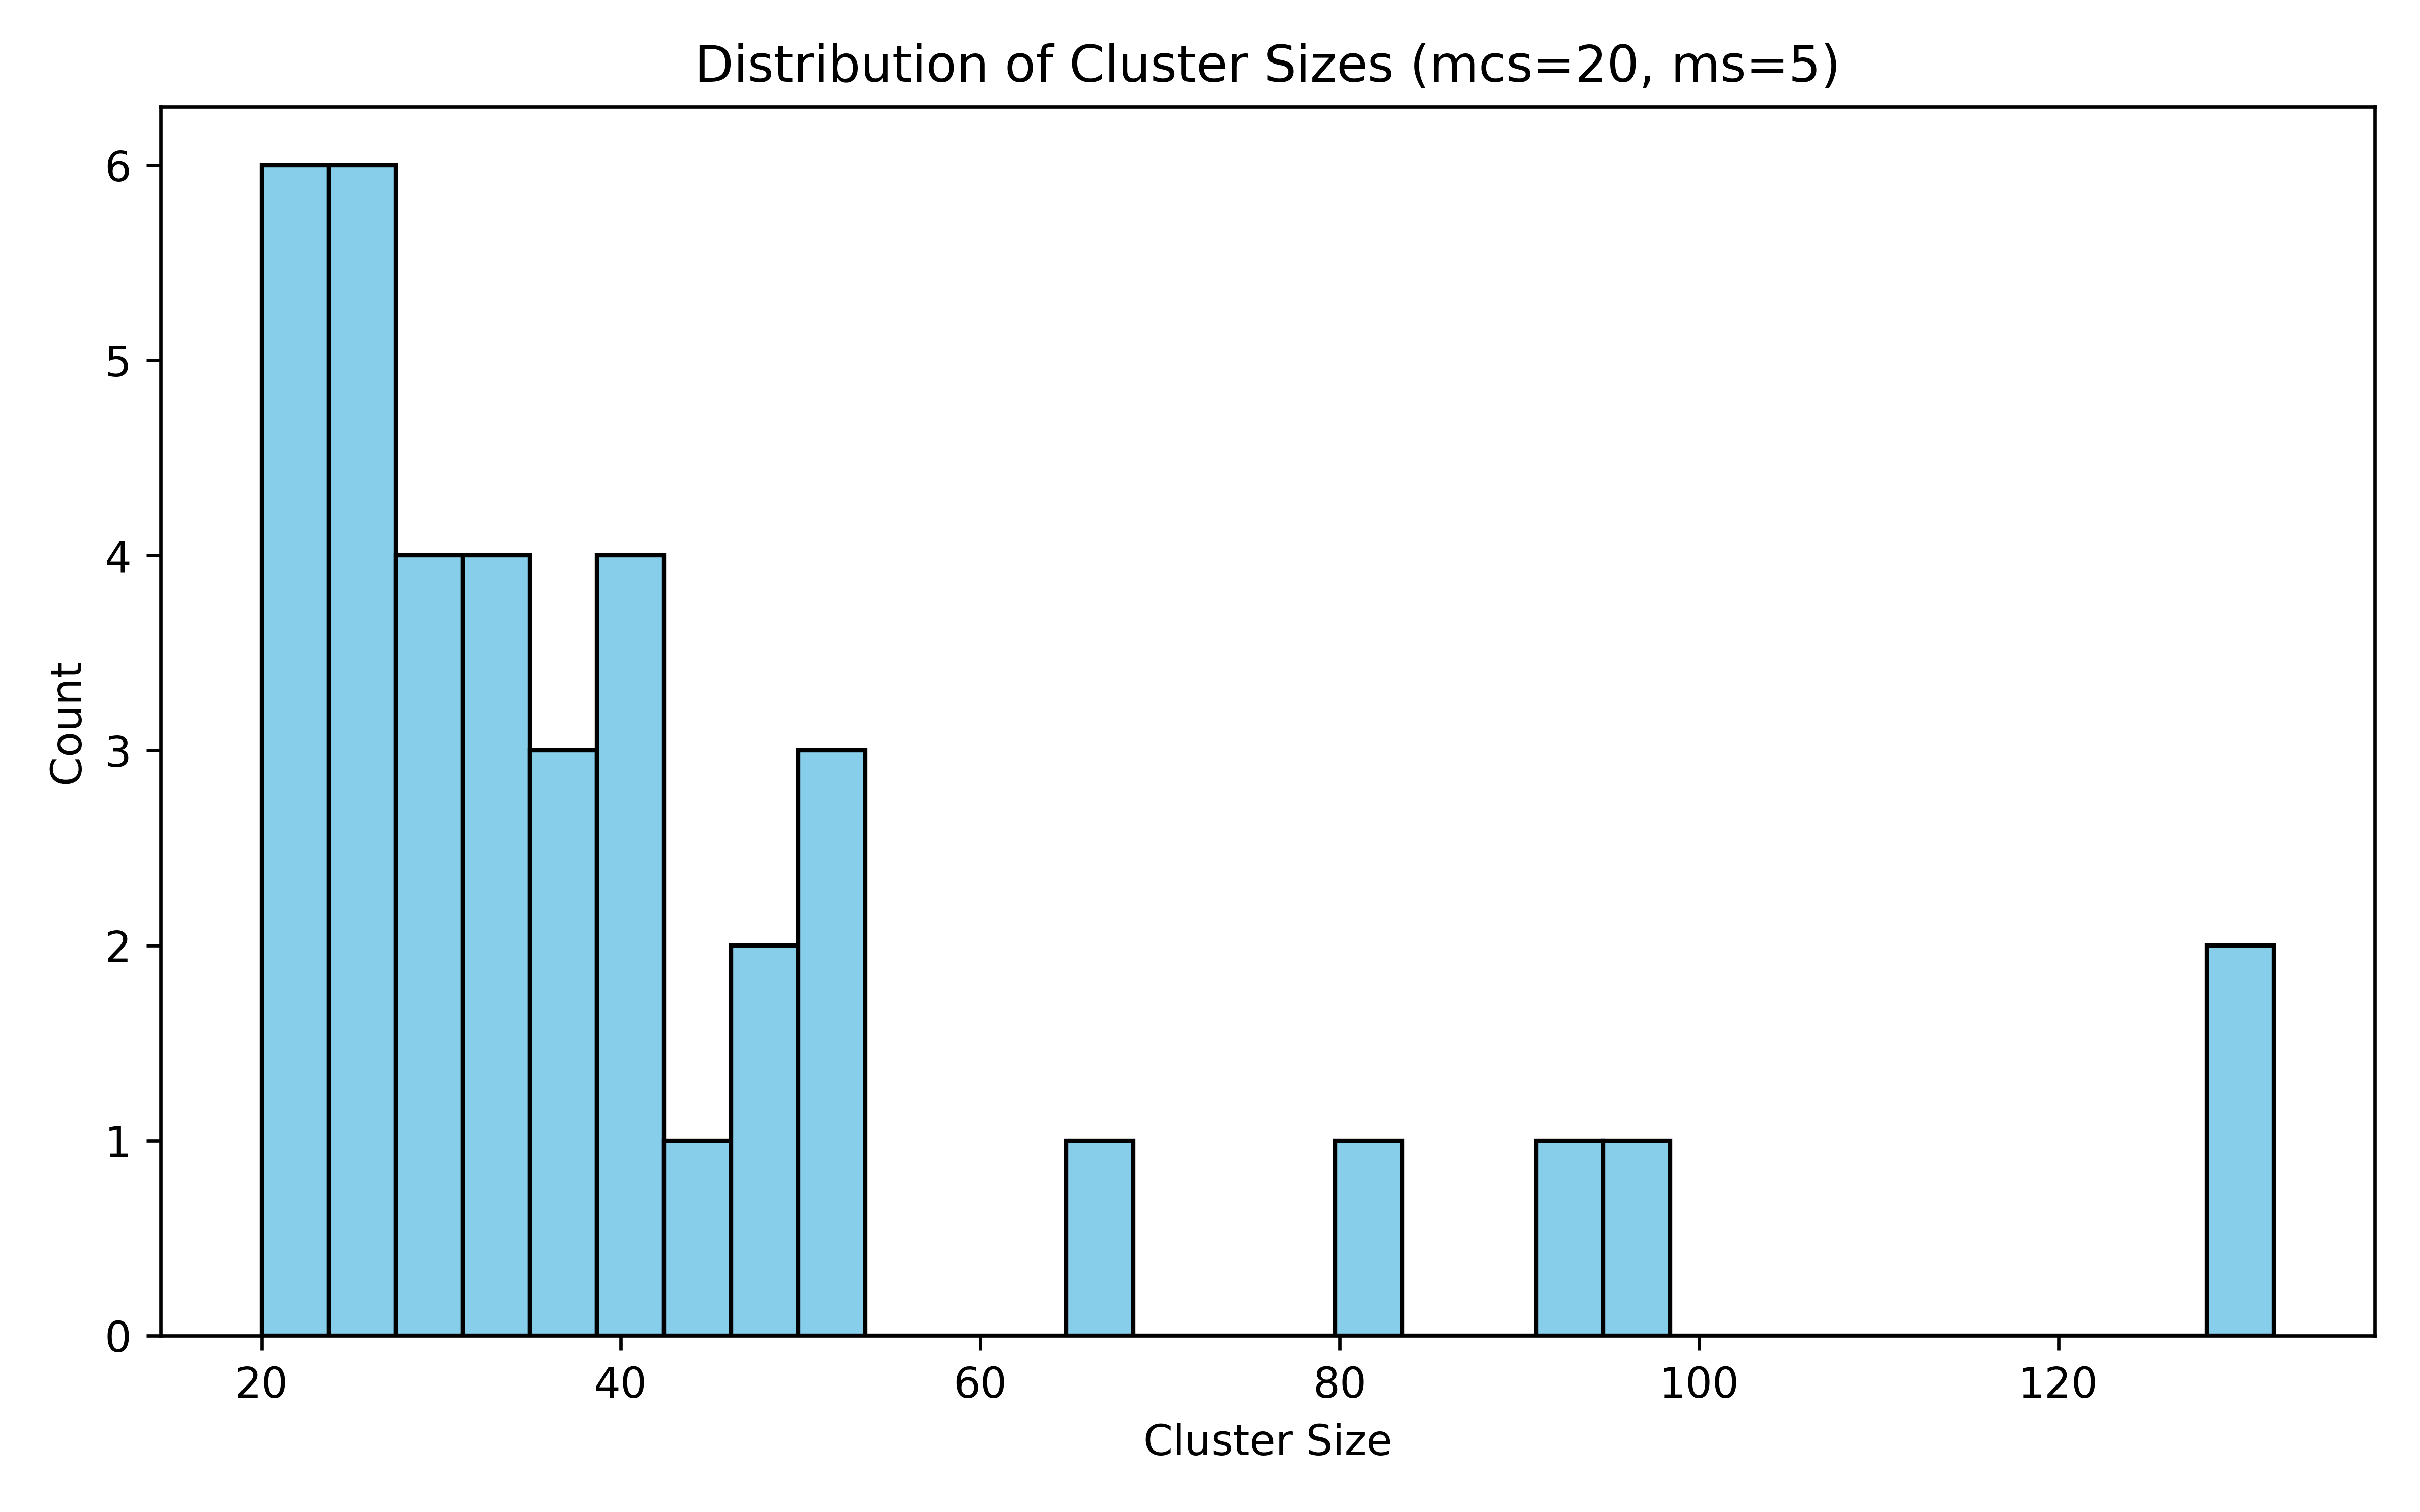 Distribution of Cluster Sizes (mcs=20, ms=5)
6
5
4
3
2
1
0
Count
20 40 60 80 100 120
Cluster Size